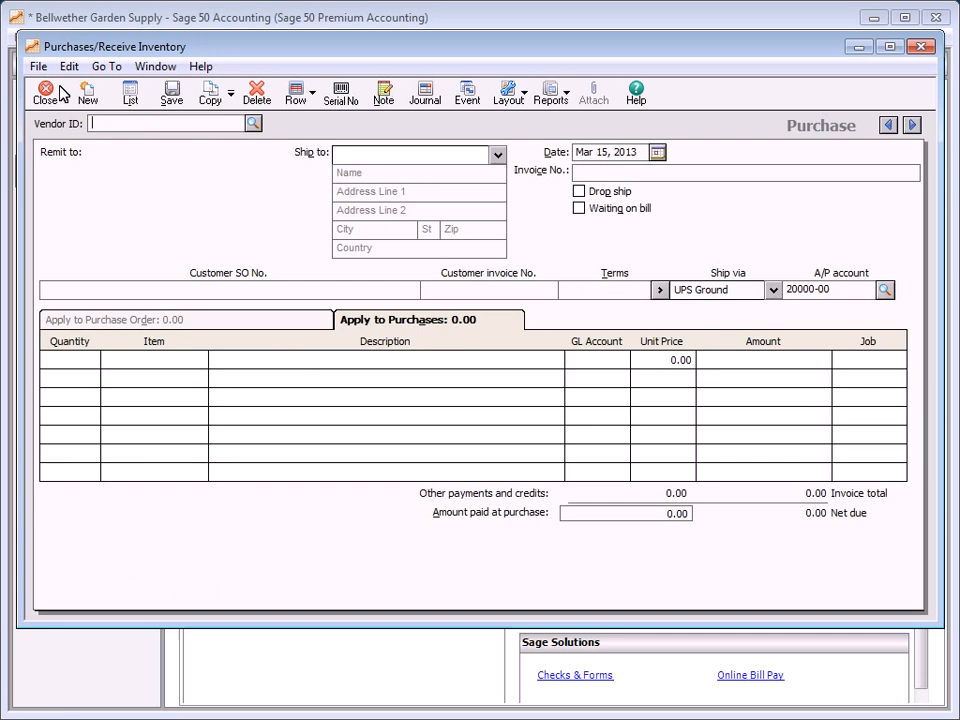 * Bellwether Garden Supply - Sage 50 Accounting (Sage 50 Premium Accounting)
Purchases/Receive Inventory
File Edit Go To Window Help
Close New List Save Copy Delete Row Serial No Note Journal Event Layout Reports Attach Help
Vendor ID:
Purchase
Remit to:
Ship to:
Date: Mar 15, 2013
Name
Invoice No.:
Address Line 1
Drop ship
Address Line 2
Waiting on bill
City St Zip
Country
Customer SO No. Customer invoice No. Terms Ship via A/P account
UPS Ground 20000-00
Apply to Purchase Order: 0.00 Apply to Purchases: 0.00
Quantity Item Description GL Account Unit Price Amount Job
0.00
Other payments and credits: 0.00 0.00 Invoice total
Amount paid at purchase: 0.00 0.00 Net due
Sage Solutions
Checks & Forms Online Bill Pay